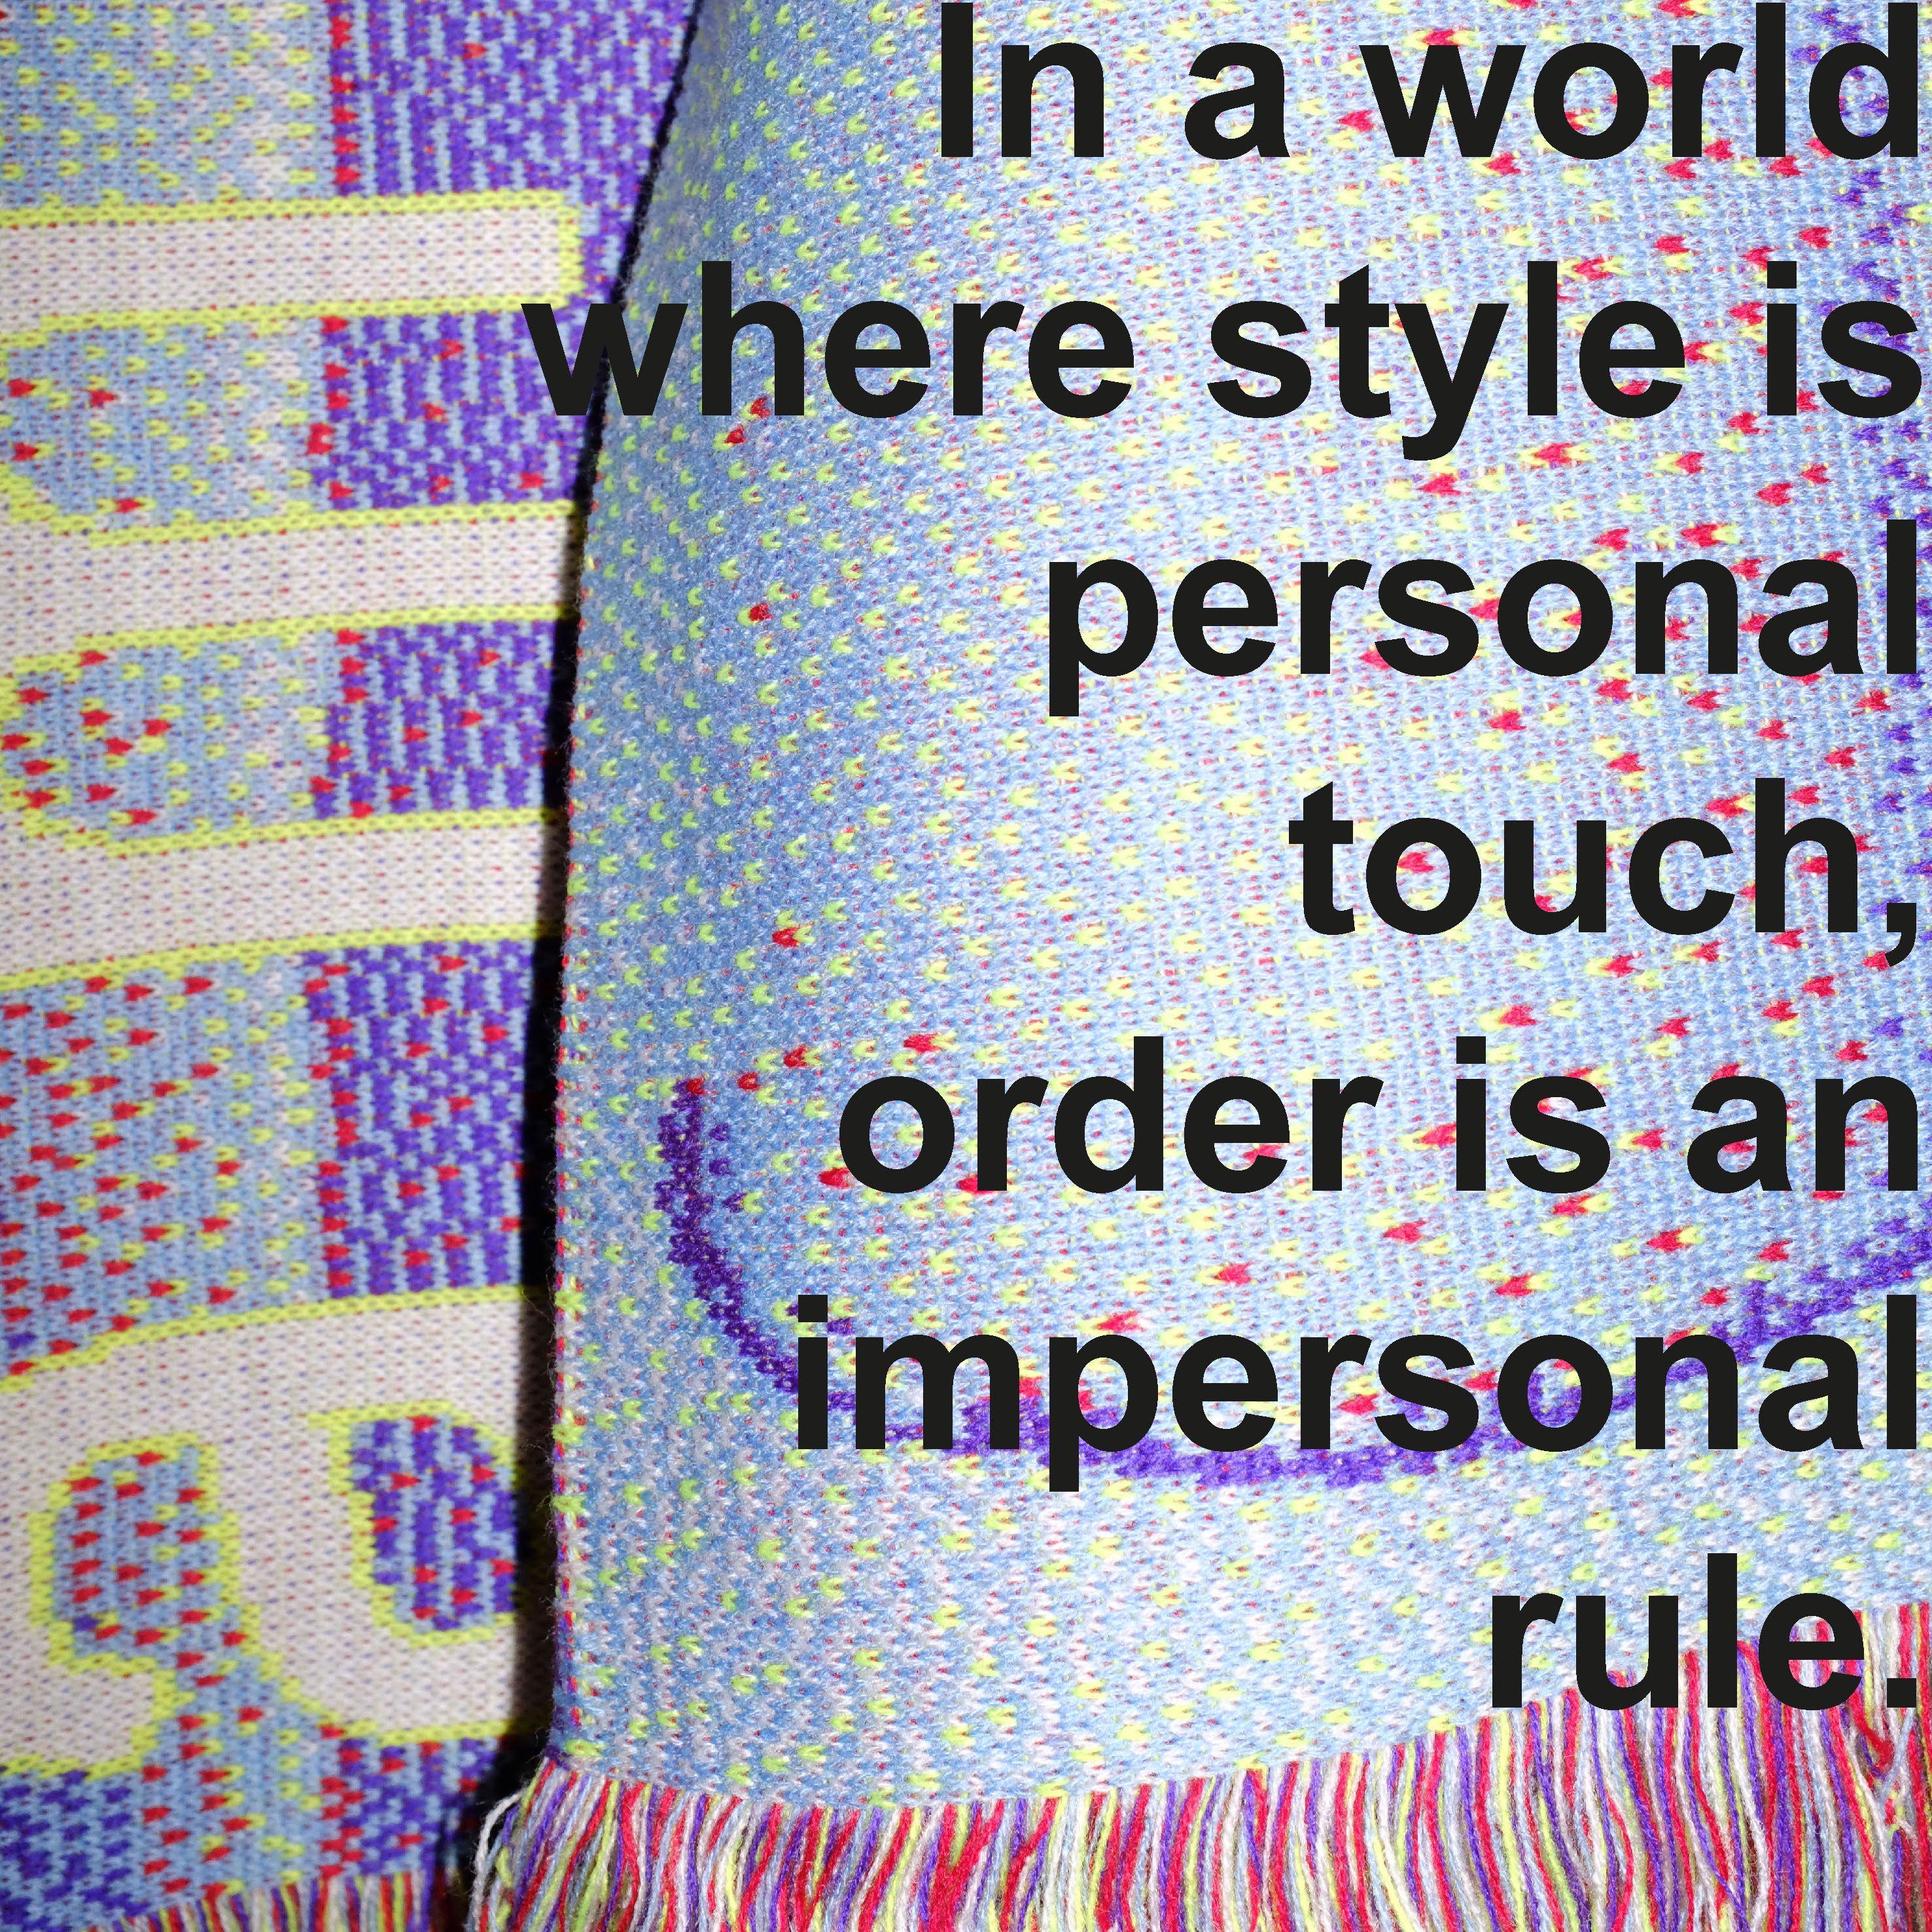 In a world
where style is
personal
touch,
order is an
impersonal
rule.